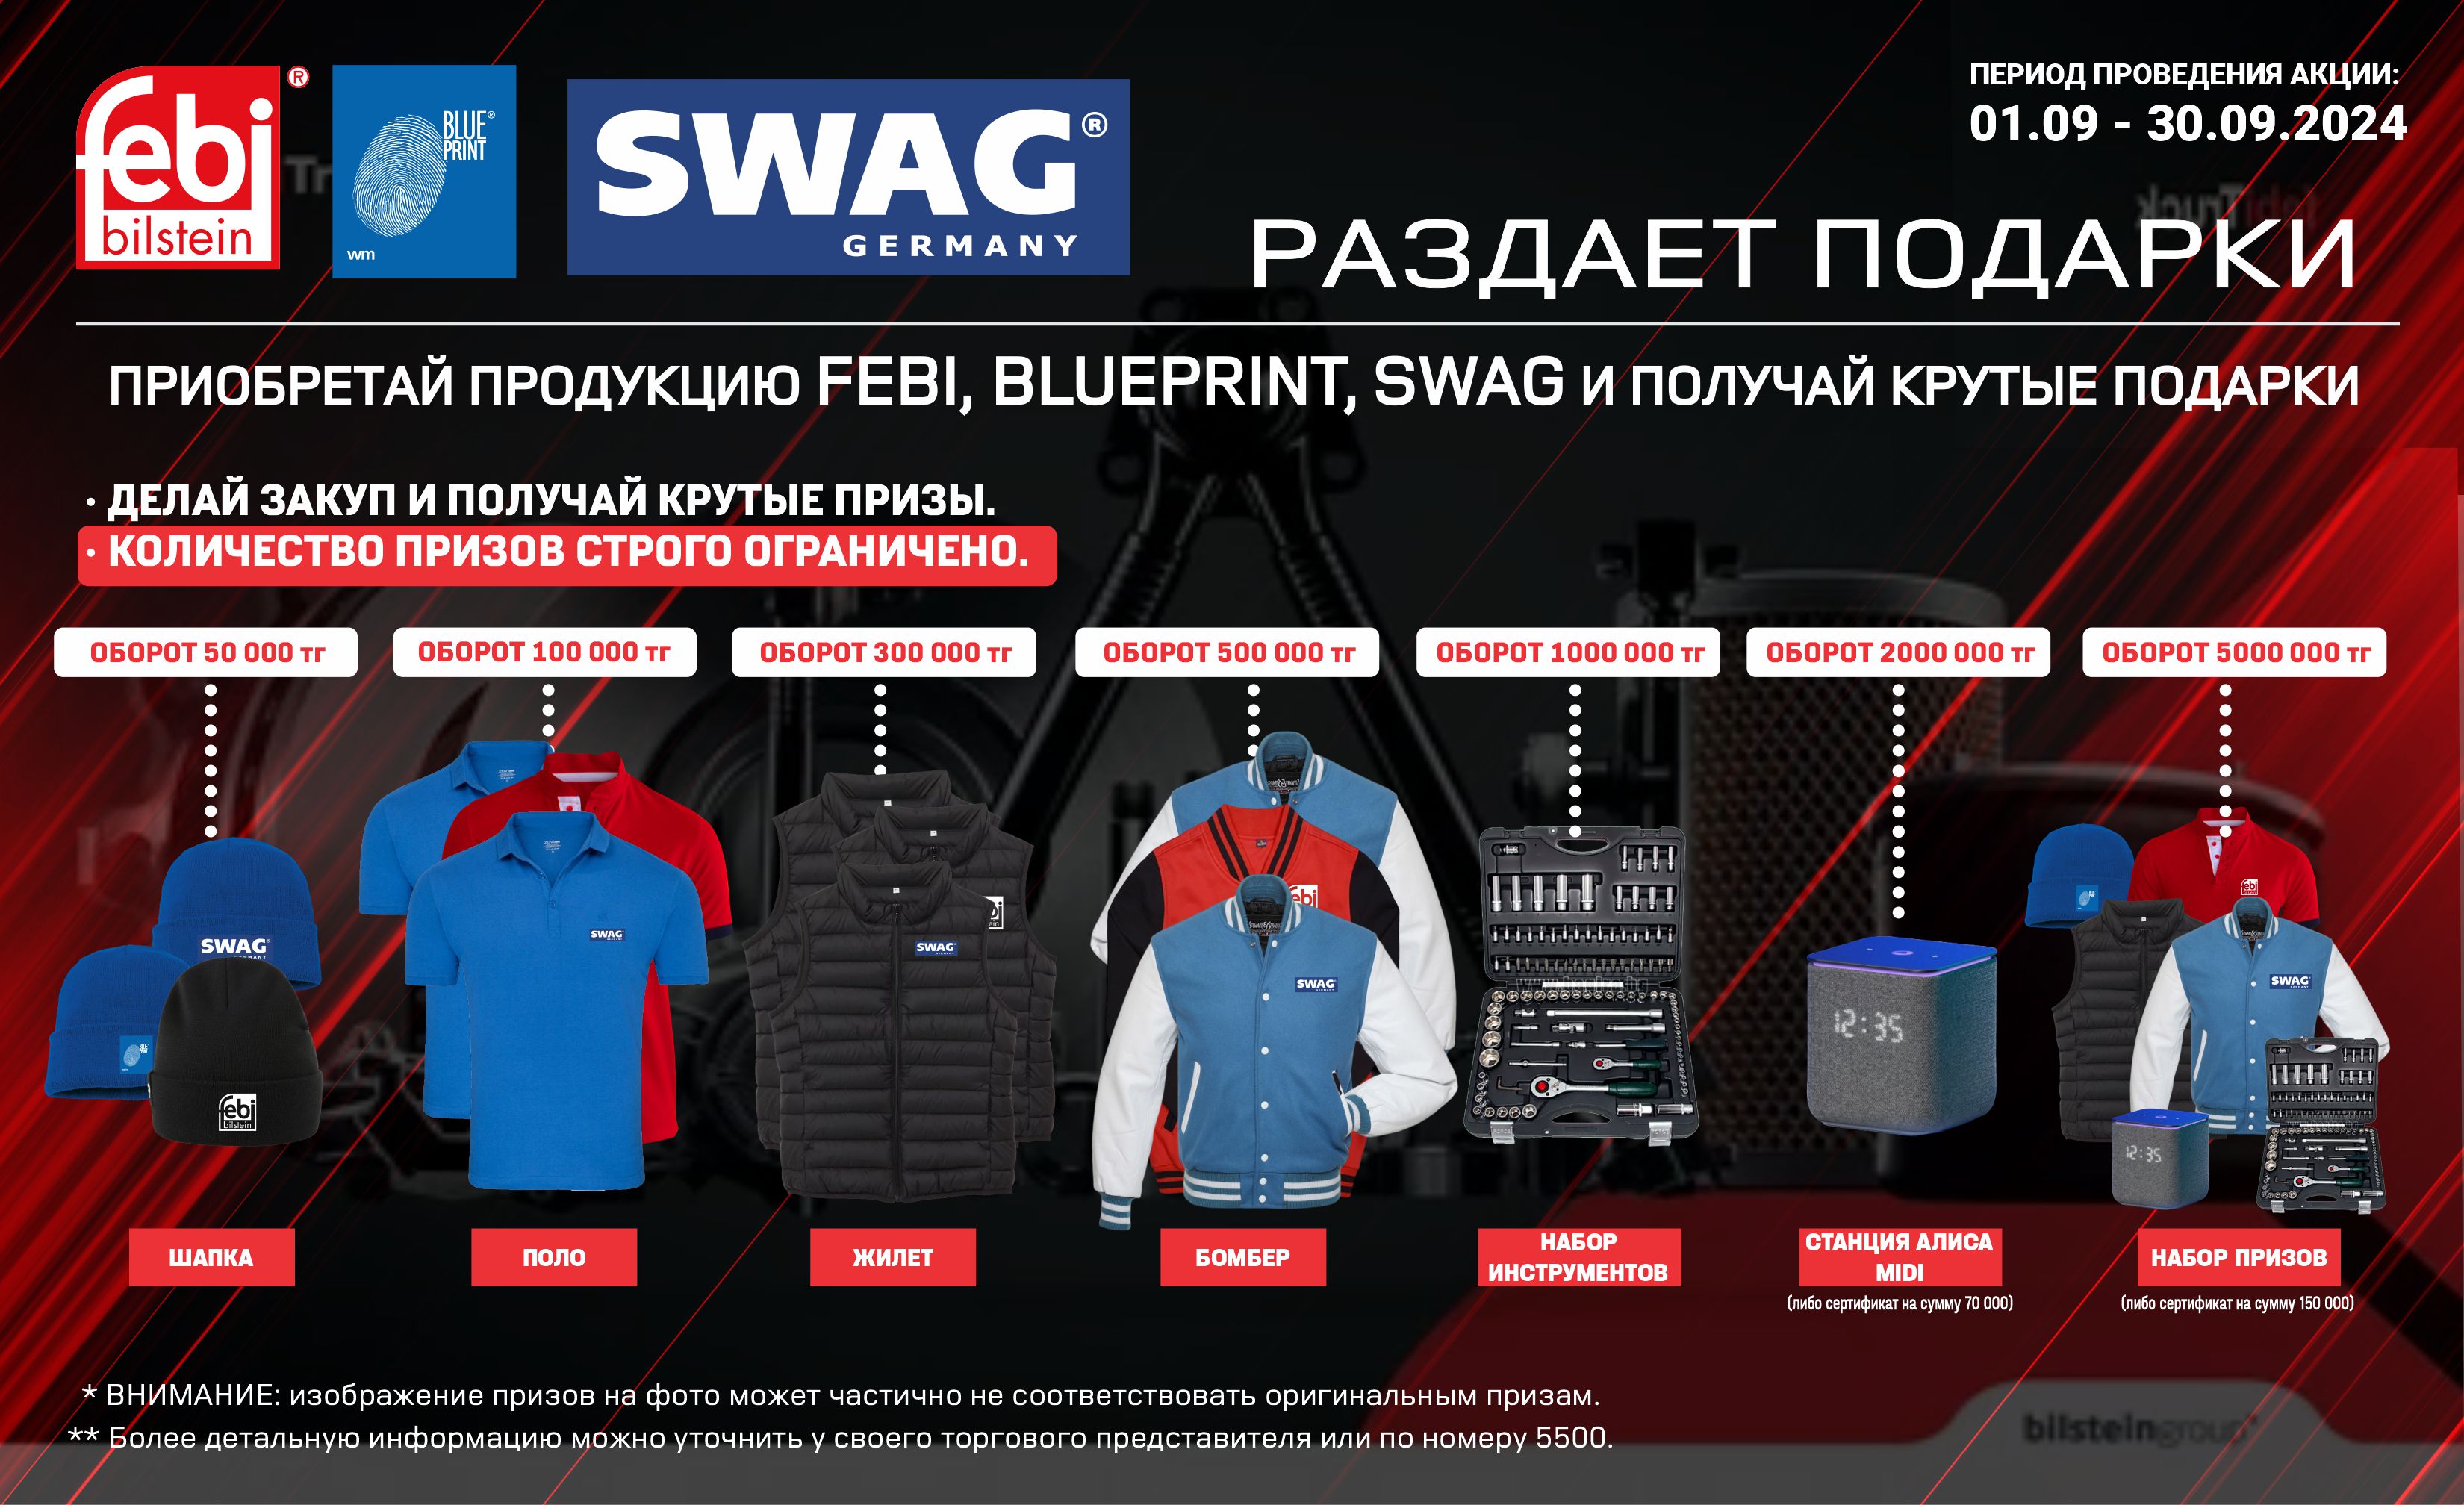 febi®
bilstein
BLUE®
PRINT
wm
SWAG®
GERMANY
ПЕРИОД ПРОВЕДЕНИЯ АКЦИИ:
01.09 - 30.09.2024
РАЗДАЕТ ПОДАРКИ
ПРИОБРЕТАЙ ПРОДУКЦИЮ FEBI, BLUEPRINT, SWAG И ПОЛУЧАЙ КРУТЫЕ ПОДАРКИ
· ДЕЛАЙ ЗАКУП И ПОЛУЧАЙ КРУТЫЕ ПРИЗЫ.
· КОЛИЧЕСТВО ПРИЗОВ СТРОГО ОГРАНИЧЕНО.
ОБОРОТ 50 000 тг
ОБОРОТ 100 000 тг
ОБОРОТ 300 000 тг
ОБОРОТ 500 000 тг
ОБОРОТ 1000 000 тг
ОБОРОТ 2000 000 тг
ОБОРОТ 5000 000 тг
SWAG
febi
bilstein
SWAG
SWAG
febi
SWAG
12:35
febi
SWAG
12:35
ШАПКА
ПОЛО
ЖИЛЕТ
БОМБЕР
НАБОР
ИНСТРУМЕНТОВ
СТАНЦИЯ АЛИСА
MIDI
(либо сертификат на сумму 70 000)
НАБОР ПРИЗОВ
(либо сертификат на сумму 150 000)
* ВНИМАНИЕ: изображение призов на фото может частично не соответствовать оригинальным призам.
** Более детальную информацию можно уточнить у своего торгового представителя или по номеру 5500.
bilsteingroup